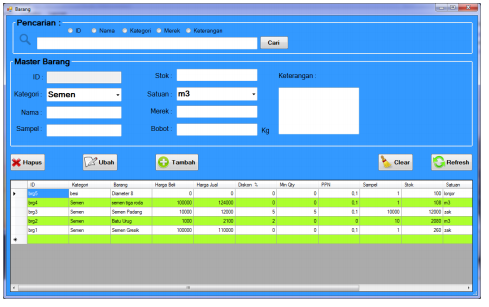 Barang
Pencarian :
ID Nama Kategori Merek Keterangan
Cari
Master Barang
ID : Stok : Keterangan :
Kategori : Semen Satuan : m3
Nama : Merek :
Sampel : Bobot : Kg
Hapus Ubah Tambah Clear Refresh
ID Kategori Barang Harga Beli Harga Jual Diskon % Min Qty PPN Sampel Stok Satuan
brg5 besi Diameter 8 0 0 0 0 0,1 1 100 lonjor
brg4 Semen semen tiga roda 100000 124000 0 0 0,1 1 108 m3
brg3 Semen Semen Padang 10000 12000 5 5 0,1 10000 12000 zak
brg2 Semen Batu Urug 1000 2100 2 0 0 10 2080 m3
brg1 Semen Semen Gresik 100000 110000 0 0 0,1 1 260 zak